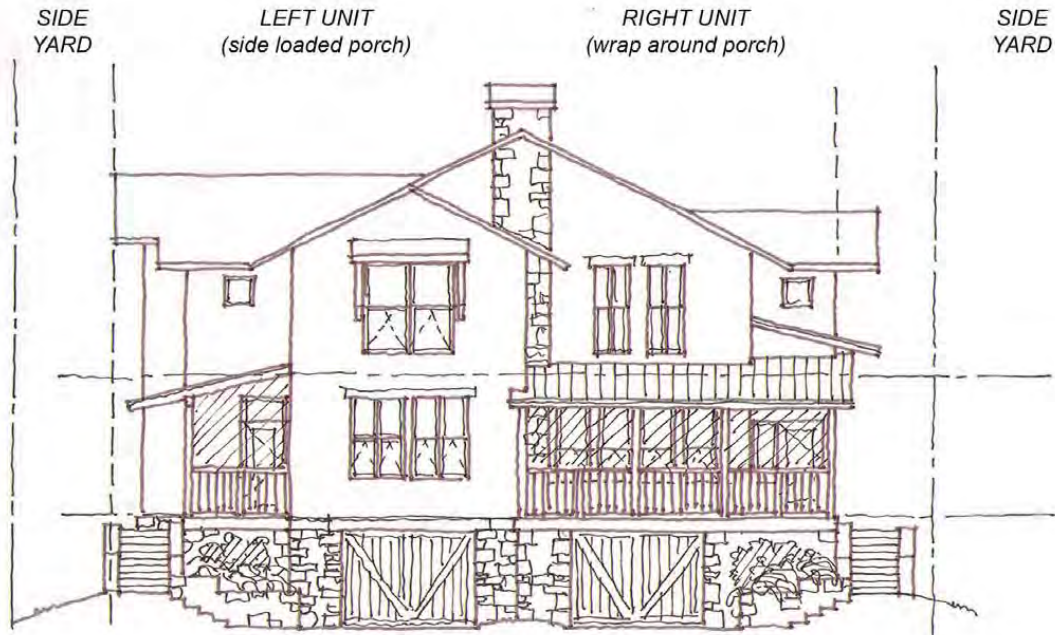 SIDE
YARD
LEFT UNIT
(side loaded porch)
RIGHT UNIT
(wrap around porch)
SIDE
YARD